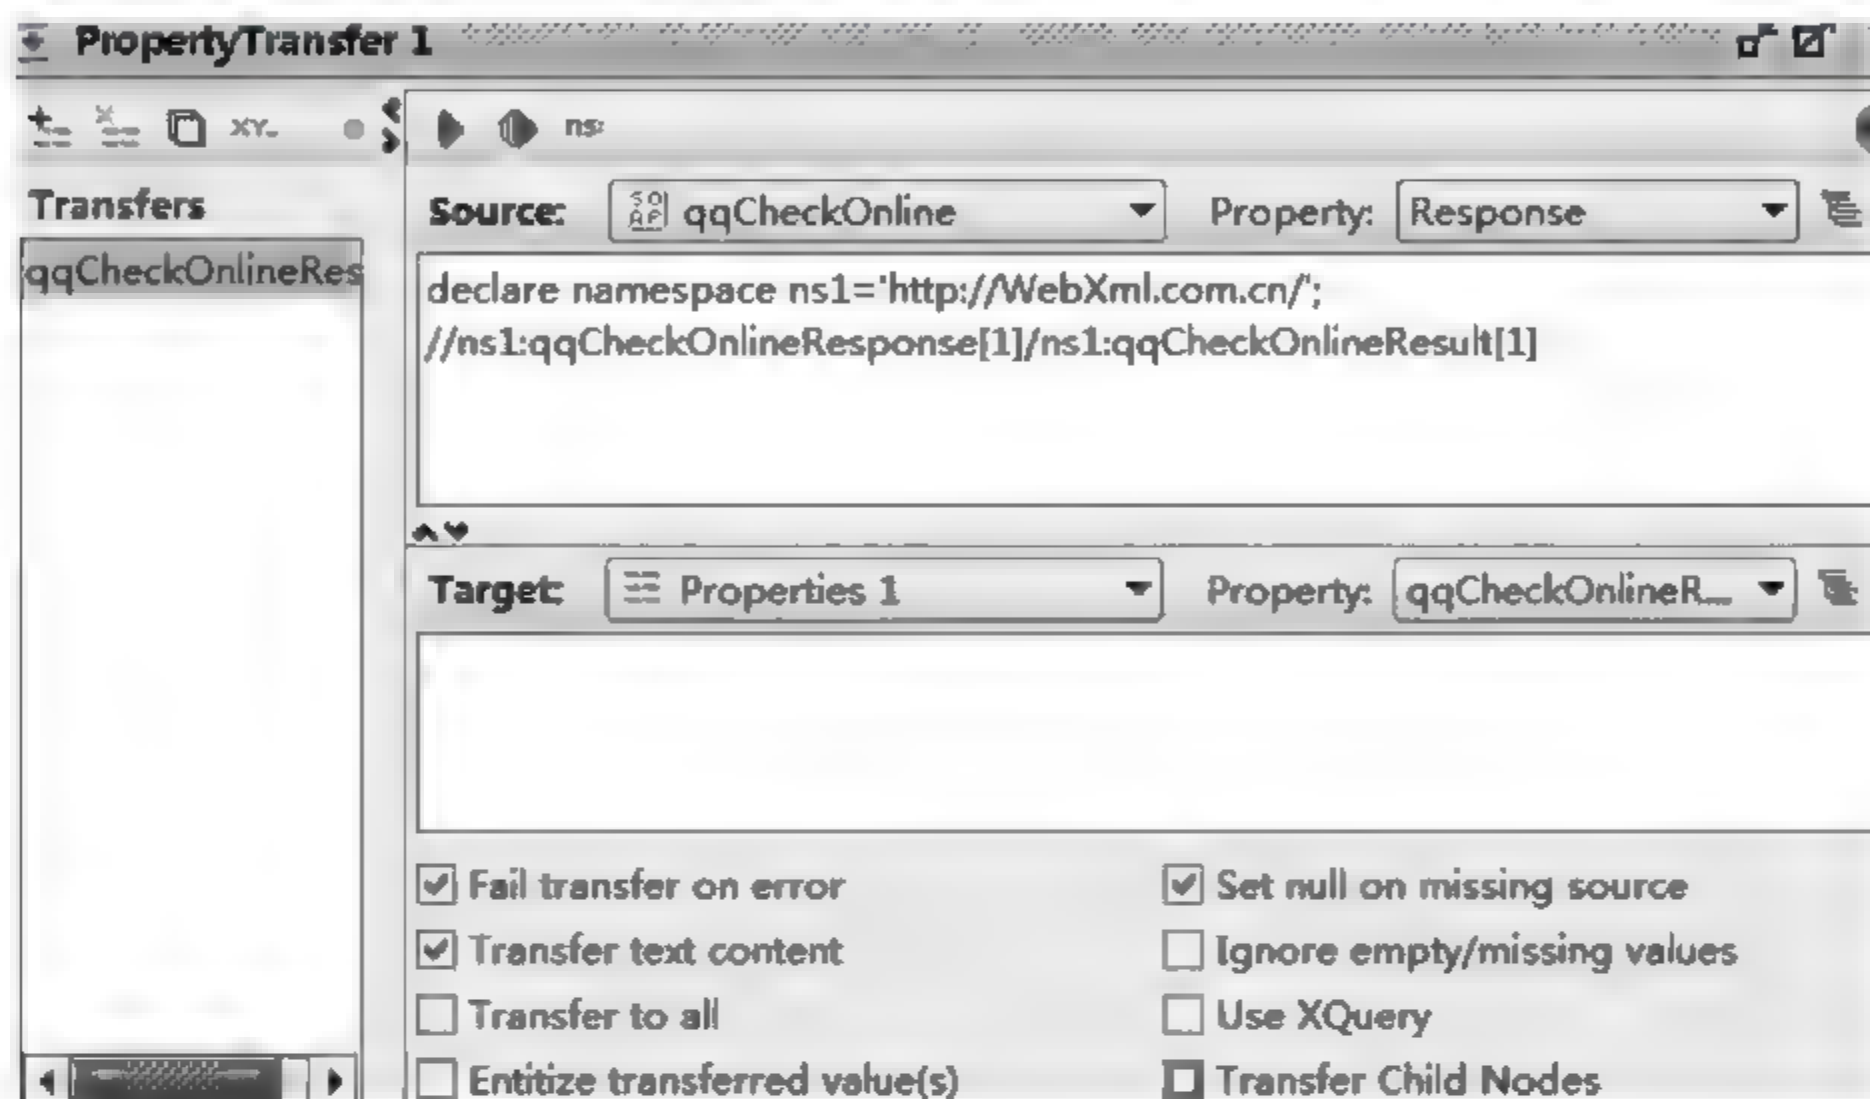 PropertyTransfer 1
XY.. ns:
Transfers
qqCheckOnlineRes
Source: qqCheckOnline Property: Response
declare namespace ns1='http://WebXml.com.cn/';
//ns1:qqCheckOnlineResponse[1]/ns1:qqCheckOnlineResult[1]
Target: Properties 1 Property: qqCheckOnlineR...
Fail transfer on error Set null on missing source
Transfer text content Ignore empty/missing values
Transfer to all Use XQuery
Entitize transferred value(s) Transfer Child Nodes